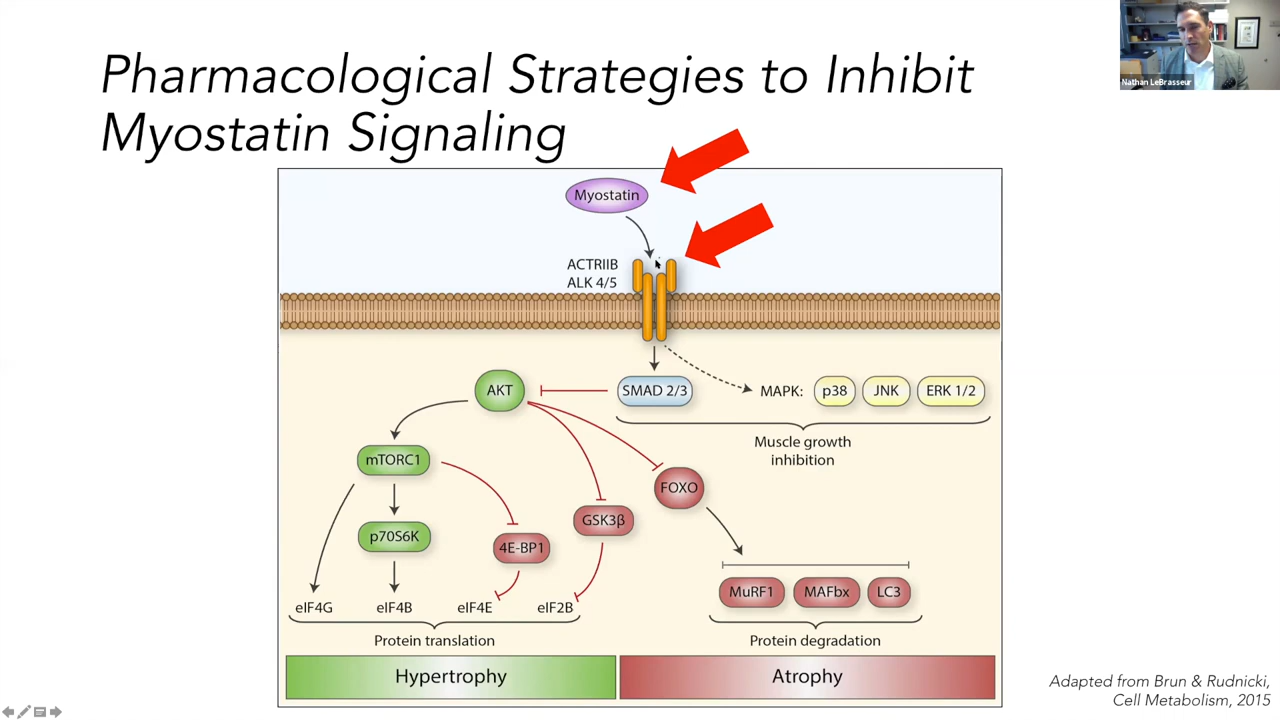 Pharmacological Strategies to Inhibit
Myostatin Signaling
Nathan LeBrasseur
Myostatin
ACTRIIB
ALK 4/5
AKT
SMAD 2/3
MAPK:
p38
JNK
ERK 1/2
Muscle growth
inhibition
mTORC1
FOXO
GSK3β
p70S6K
4E-BP1
MuRF1
MAFbx
LC3
eIF4G
eIF4B
eIF4E
eIF2B
Protein translation
Protein degradation
Hypertrophy
Atrophy
Adapted from Brun & Rudnicki,
Cell Metabolism, 2015